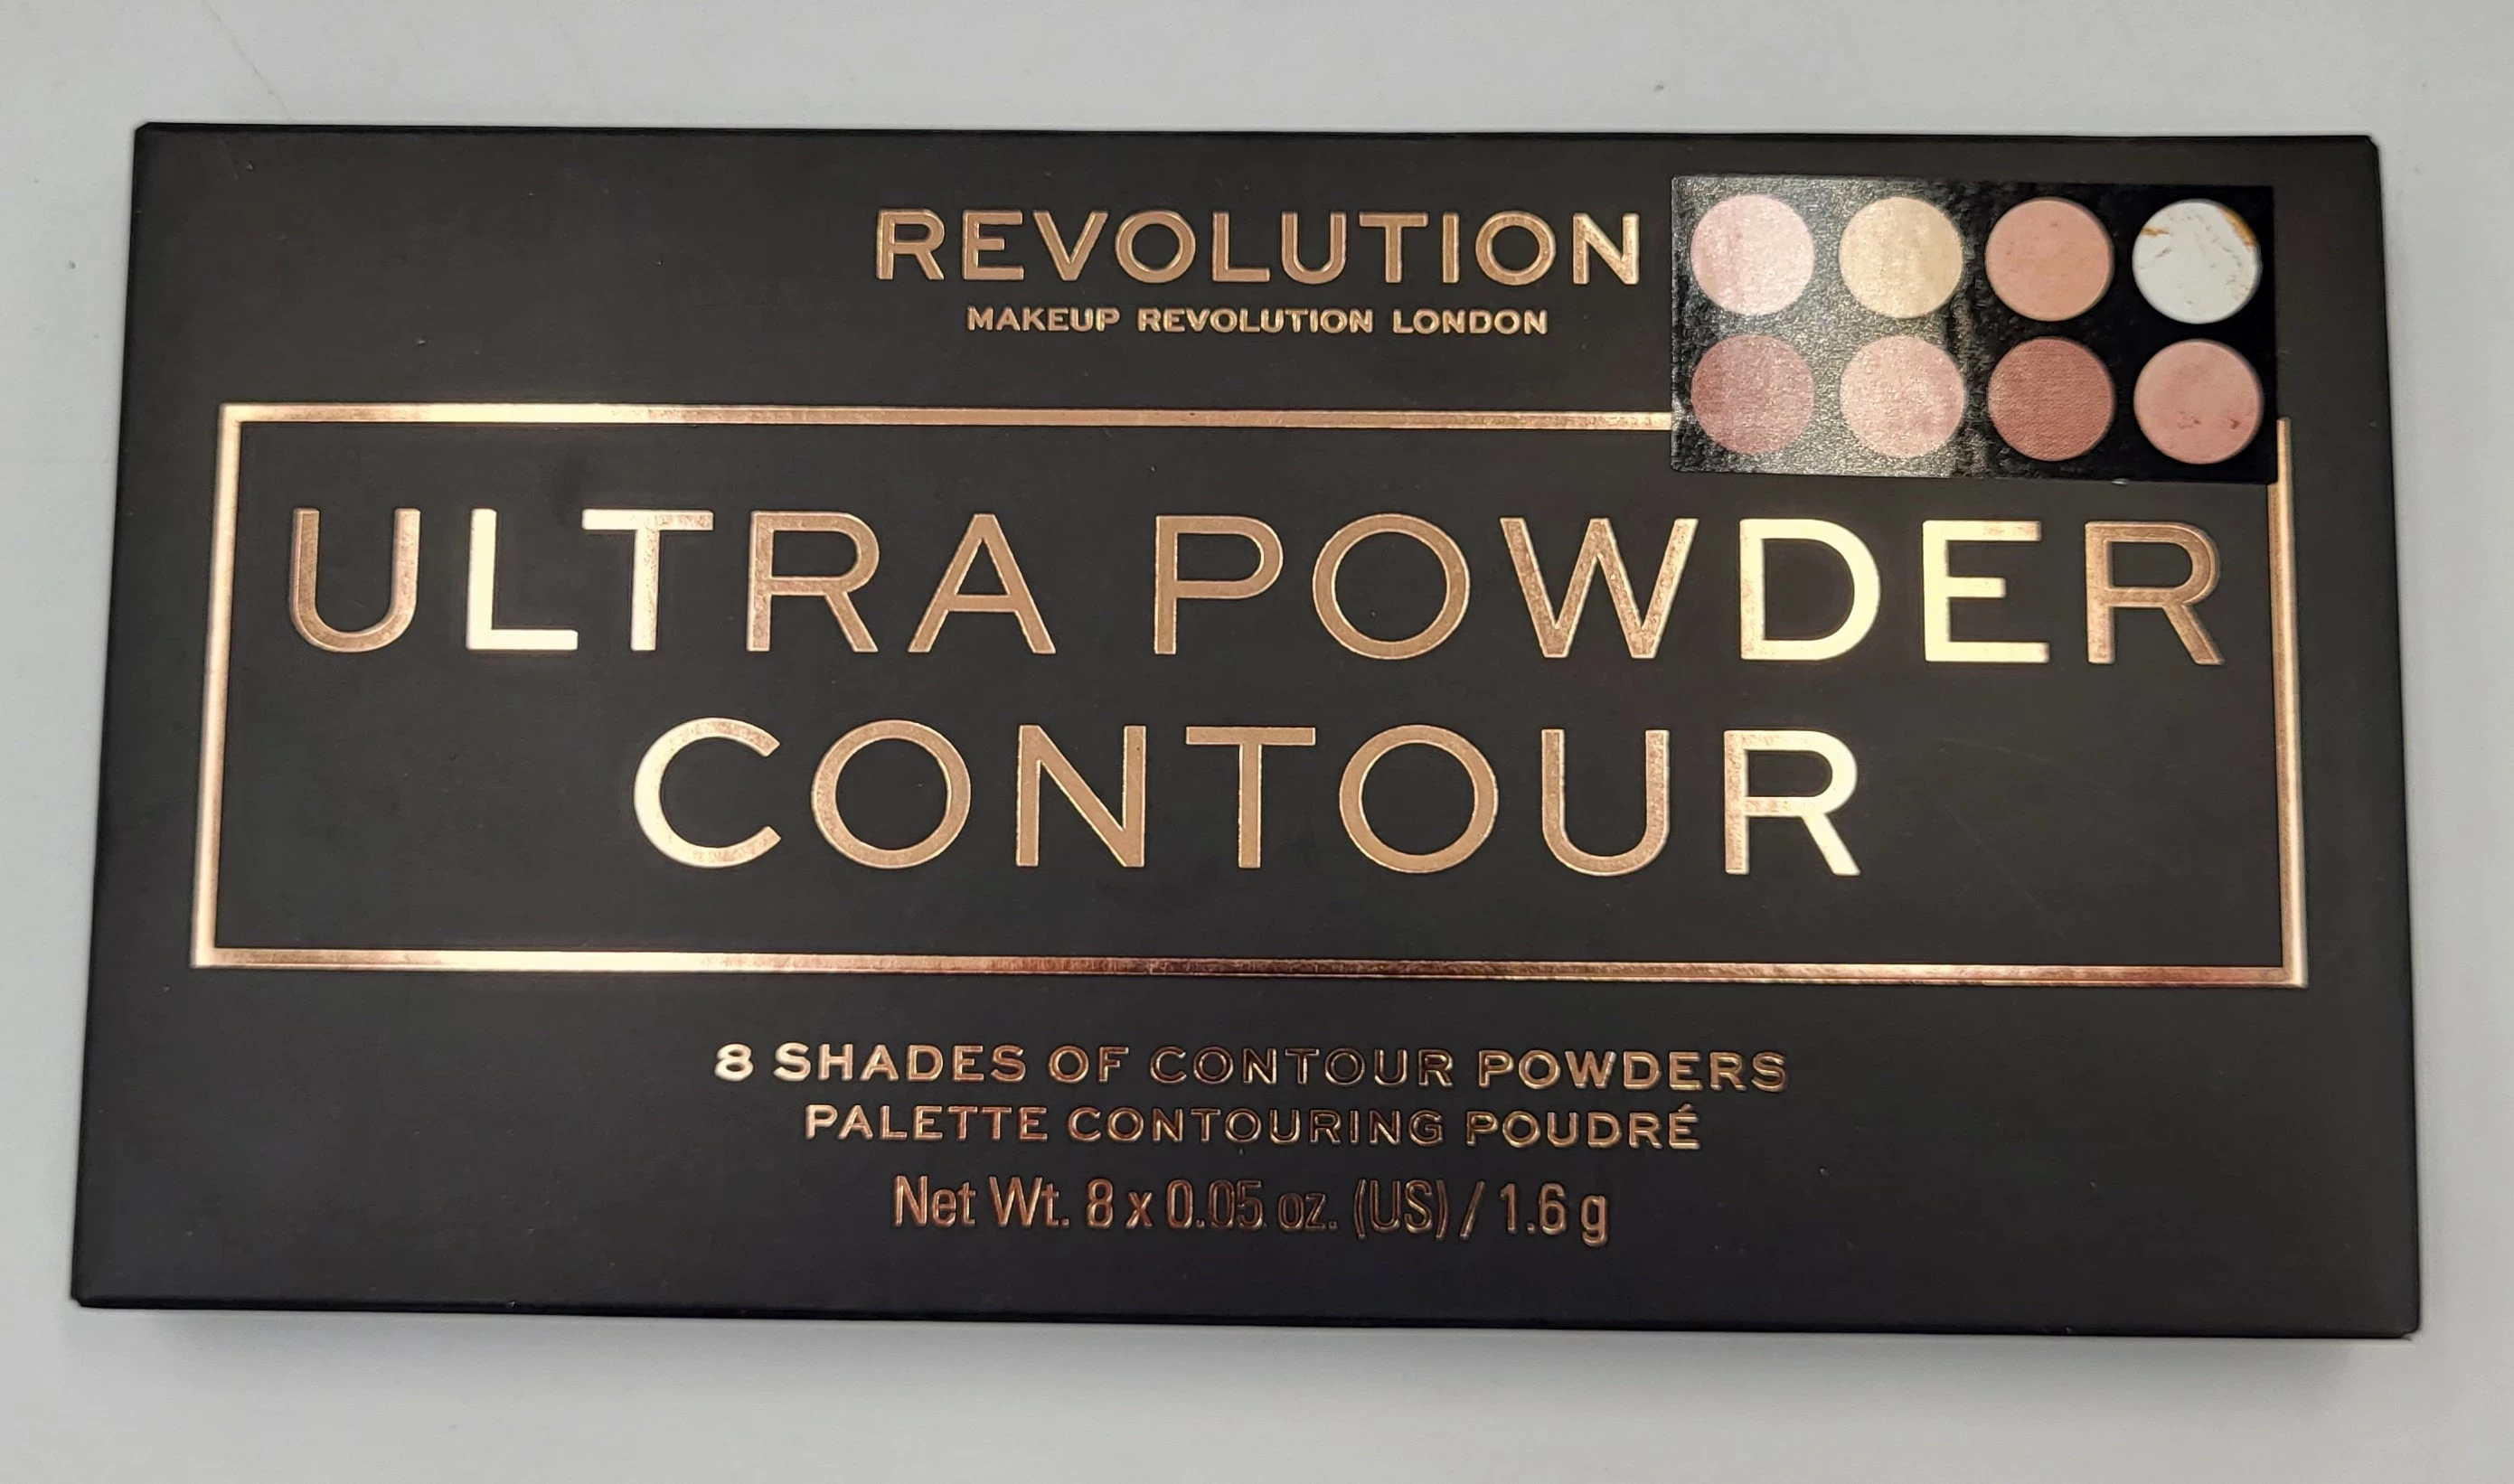 REVOLUTION
MAKEUP REVOLUTION LONDON
ULTRA POWDER
CONTOUR
8 SHADES OF CONTOUR POWDERS
PALETTE CONTOURING POUDRÉ
Net Wt. 8 x 0.05 oz. (US) / 1.6 g